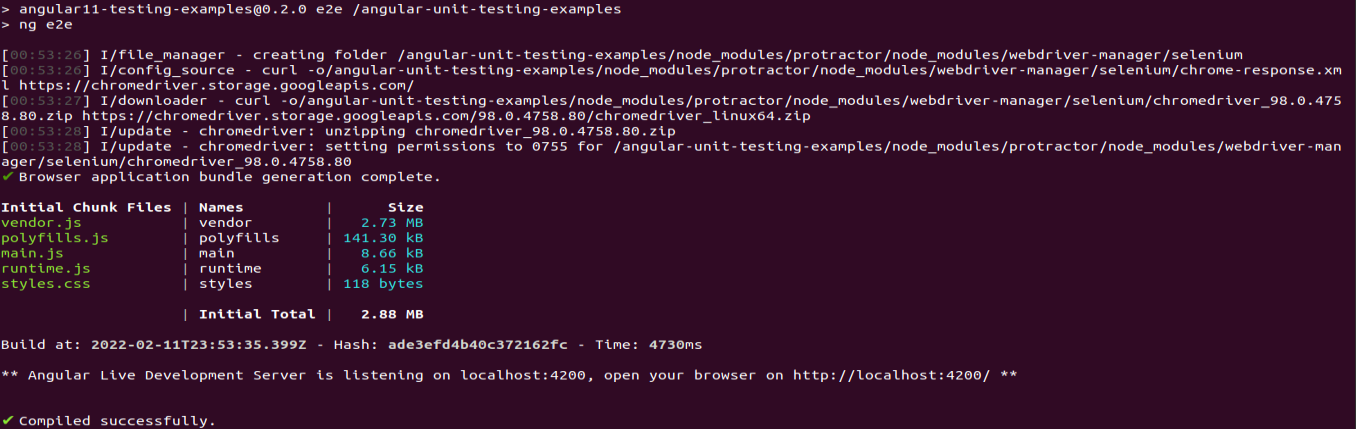 > angular11-testing-examples@0.2.0 e2e /angular-unit-testing-examples
> ng e2e
[00:53:26] I/file_manager - creating folder /angular-unit-testing-examples/node_modules/protractor/node_modules/webdriver-manager/selenium
[00:53:26] I/config_source - curl -o/angular-unit-testing-examples/node_modules/protractor/node_modules/webdriver-manager/selenium/chrome-response.xm
l https://chromedriver.storage.googleapis.com/
[00:53:27] I/downloader - curl -o/angular-unit-testing-examples/node_modules/protractor/node_modules/webdriver-manager/selenium/chromedriver_98.0.475
8.80.zip https://chromedriver.storage.googleapis.com/98.0.4758.80/chromedriver_linux64.zip
[00:53:28] I/update - chromedriver: unzipping chromedriver_98.0.4758.80.zip
[00:53:28] I/update - chromedriver: setting permissions to 0755 for /angular-unit-testing-examples/node_modules/protractor/node_modules/webdriver-man
ager/selenium/chromedriver_98.0.4758.80
✔ Browser application bundle generation complete.
Initial Chunk Files | Names | Size
vendor.js | vendor | 2.73 MB
polyfills.js | polyfills | 141.30 kB
main.js | main | 8.66 kB
runtime.js | runtime | 6.15 kB
styles.css | styles | 118 bytes
| Initial Total | 2.88 MB
Build at: 2022-02-11T23:53:35.399Z - Hash: ade3efd4b40c372162fc - Time: 4730ms
** Angular Live Development Server is listening on localhost:4200, open your browser on http://localhost:4200/ **
✔ Compiled successfully.